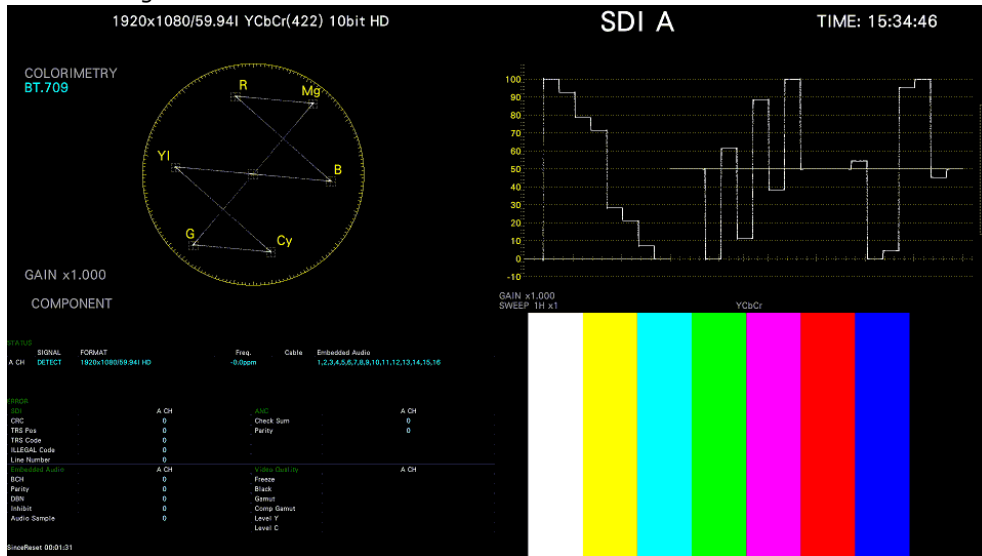 1920x1080/59.94I YCbCr(422) 10bit HD
SDI A
TIME: 15:34:46
COLORIMETRY
BT.709
R
Mg
Yl
B
G
Cy
GAIN x1.000
COMPONENT
100
90
80
70
60
50
40
30
20
10
0
-10
GAIN x1.000
SWEEP 1H x1
YCbCr
STATUS
SIGNAL FORMAT Freq. Cable Embedded Audio
A CH DETECT 1920x1080/59.94I HD -0.0ppm 1,2,3,4,5,6,7,8,9,10,11,12,13,14,15,16
ERROR
SDI A CH ANC A CH
CRC 0 Check Sum 0
TRS Pos 0 Parity 0
TRS Code 0
ILLEGAL Code 0
Line Number 0
Embedded Audio A CH Video Quality A CH
BCH 0 Freeze
Parity 0 Black
DBN 0 Gamut
Inhibit 0 Comp Gamut
Audio Sample 0 Level Y
Level C
SinceReset 00:01:31